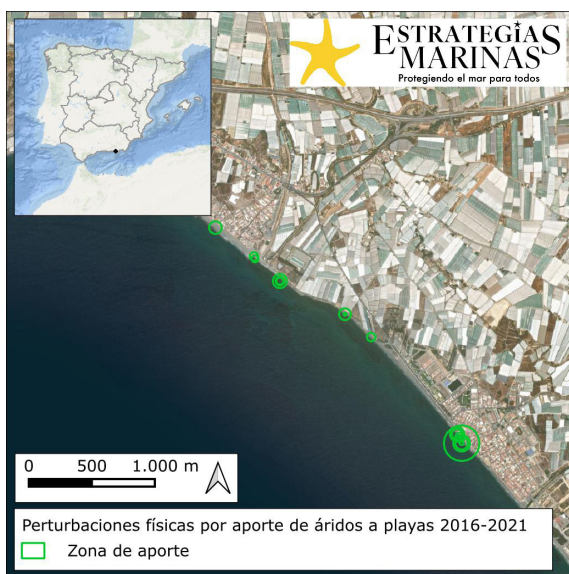 ESTRATEGÍAS
MARINAS
Protegiendo el mar para todos
0 500 1.000 m
Perturbaciones físicas por aporte de áridos a playas 2016-2021
Zona de aporte